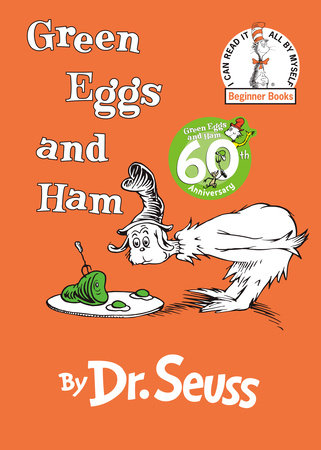 Green
Eggs
and
Ham
I CAN READ IT ALL BY MYSELF
Beginner Books
Green Eggs
and Ham
60th
Anniversary
By Dr. Seuss